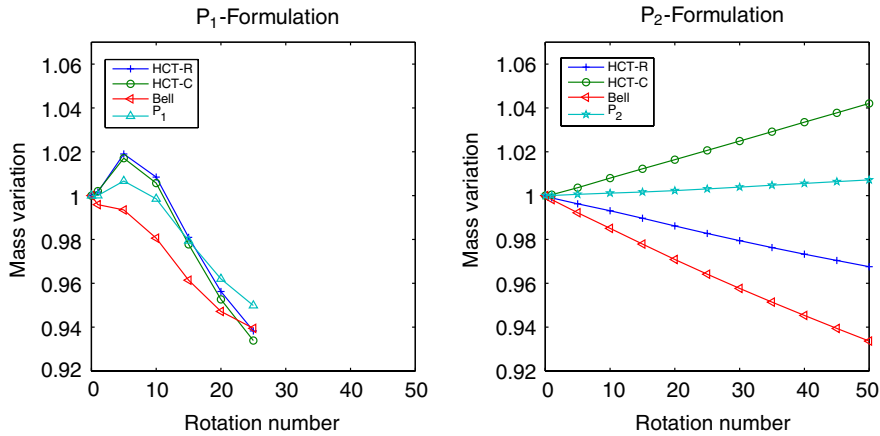 P₁-Formulation
1.06
1.04
1.02
1
0.98
0.96
0.94
0.92
Mass variation
HCT-R
HCT-C
Bell
P₁
0 10 20 30 40 50
Rotation number
P₂-Formulation
1.06
1.04
1.02
1
0.98
0.96
0.94
0.92
Mass variation
HCT-R
HCT-C
Bell
P₂
0 10 20 30 40 50
Rotation number